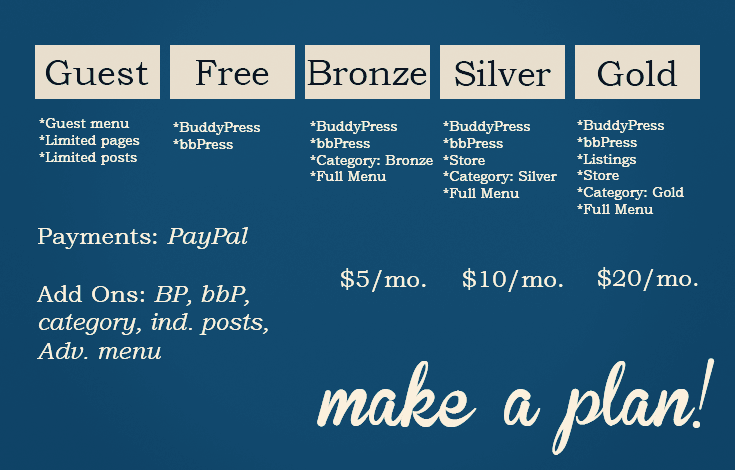 Guest
Free
Bronze
Silver
Gold
*Guest menu
*Limited pages
*Limited posts
*BuddyPress
*bbPress
*BuddyPress
*bbPress
*Category: Bronze
*Full Menu
*BuddyPress
*bbPress
*Store
*Category: Silver
*Full Menu
*BuddyPress
*bbPress
*Listings
*Store
*Category: Gold
*Full Menu
Payments: PayPal
Add Ons: BP, bbP,
category, ind. posts,
Adv. menu
$5/mo.
$10/mo.
$20/mo.
make a plan!